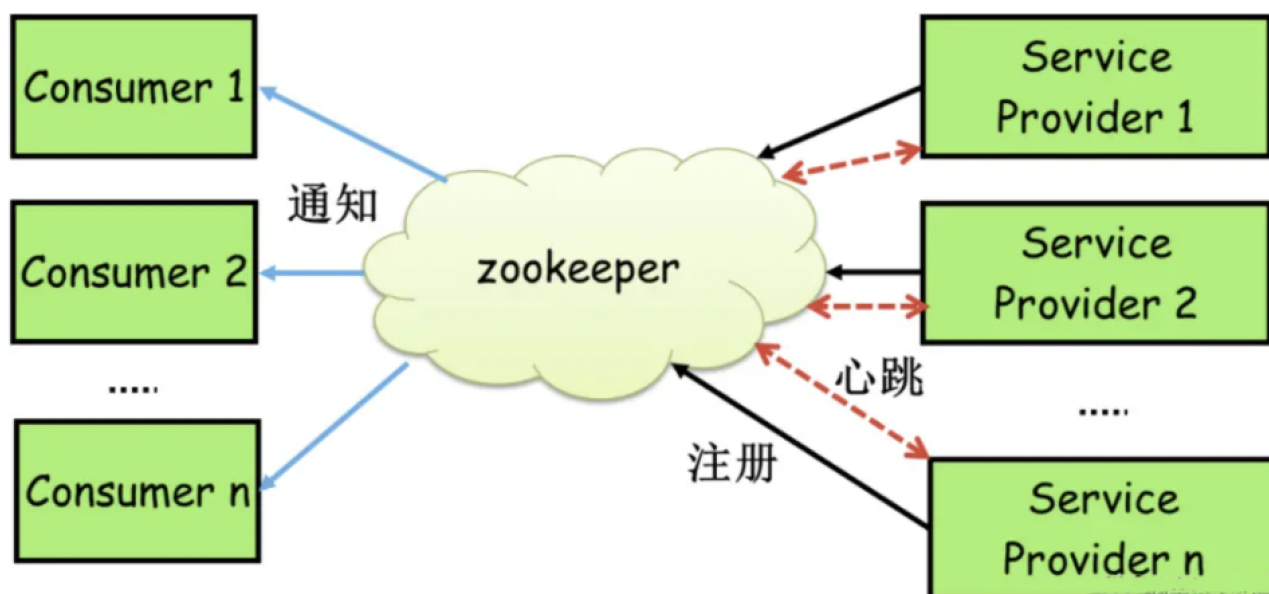 Consumer 1
Consumer 2
.....
Consumer n
通知
zookeeper
心跳
注册
Service
Provider 1
Service
Provider 2
.....
Service
Provider n